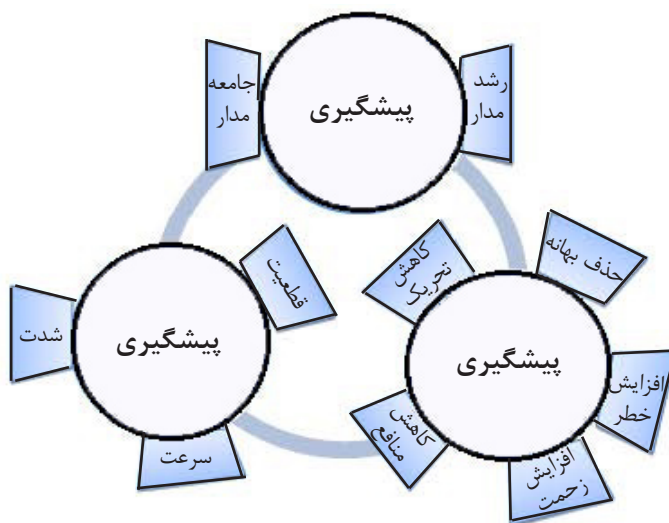 رشد
مدار
پیشگیری
جامعه
مدار
حذف بهانه
کاهش
تحریک
پیشگیری
افزایش
خطر
افزایش
زحمت
کاهش
منافع
قطعیت
پیشگیری
شدت
سرعت